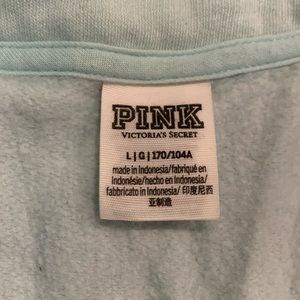 PINK
VICTORIA'S SECRET
L|G|170/104A
made in Indonesia/fabriqué en
Indonésie/hecho en Indonesia/
fabbricato in Indonesia/印度尼西
亚制造